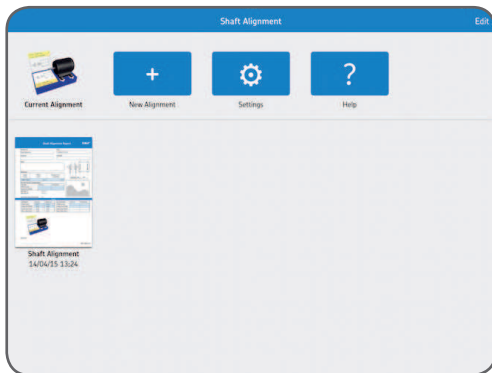 Shaft Alignment
Edit
Current Alignment
New Alignment
Settings
Help
Shaft Alignment
14/04/15 13:24